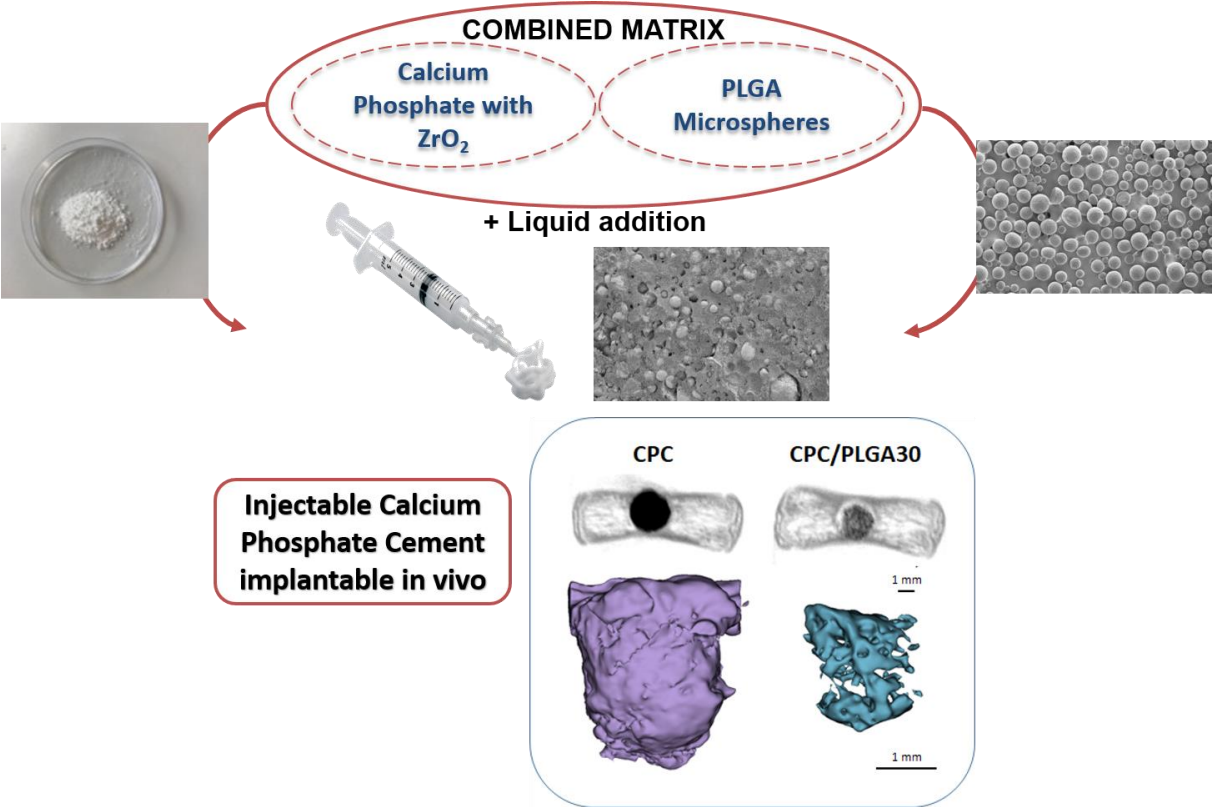 COMBINED MATRIX
Calcium
Phosphate with
ZrO₂
PLGA
Microspheres
+ Liquid addition
Injectable Calcium
Phosphate Cement
implantable in vivo
CPC
CPC/PLGA30
1 mm
1 mm